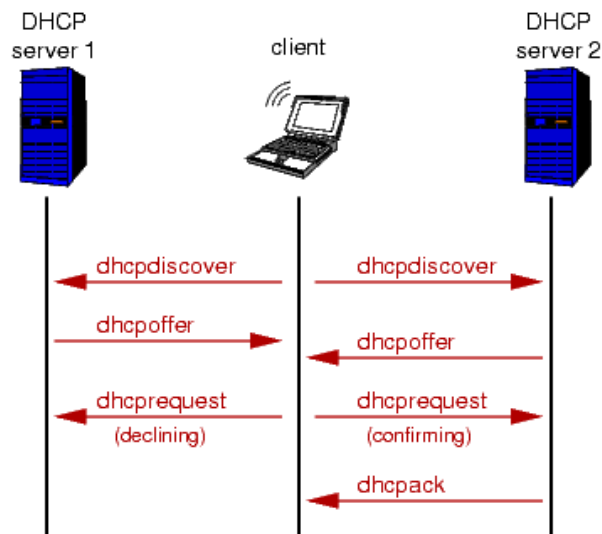 DHCP
server 1
client
DHCP
server 2
dhcpdiscover
dhcpdiscover
dhcpoffer
dhcpoffer
dhcprequest
(declining)
dhcprequest
(confirming)
dhcpack